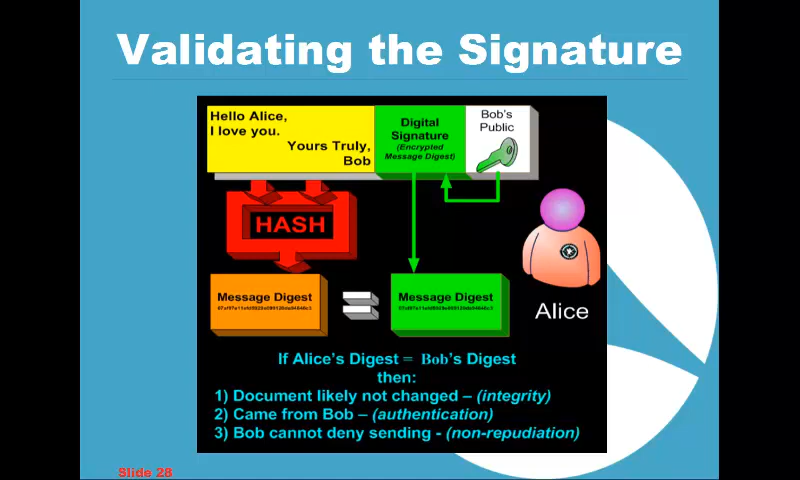 Validating the Signature
Hello Alice,
I love you.
Yours Truly,
Bob
Digital
Signature
(Encrypted
Message Digest)
Bob's
Public
HASH
Message Digest
Message Digest
Alice
If Alice's Digest = Bob's Digest
then:
1) Document likely not changed – (integrity)
2) Came from Bob – (authentication)
3) Bob cannot deny sending - (non-repudiation)
Slide 28